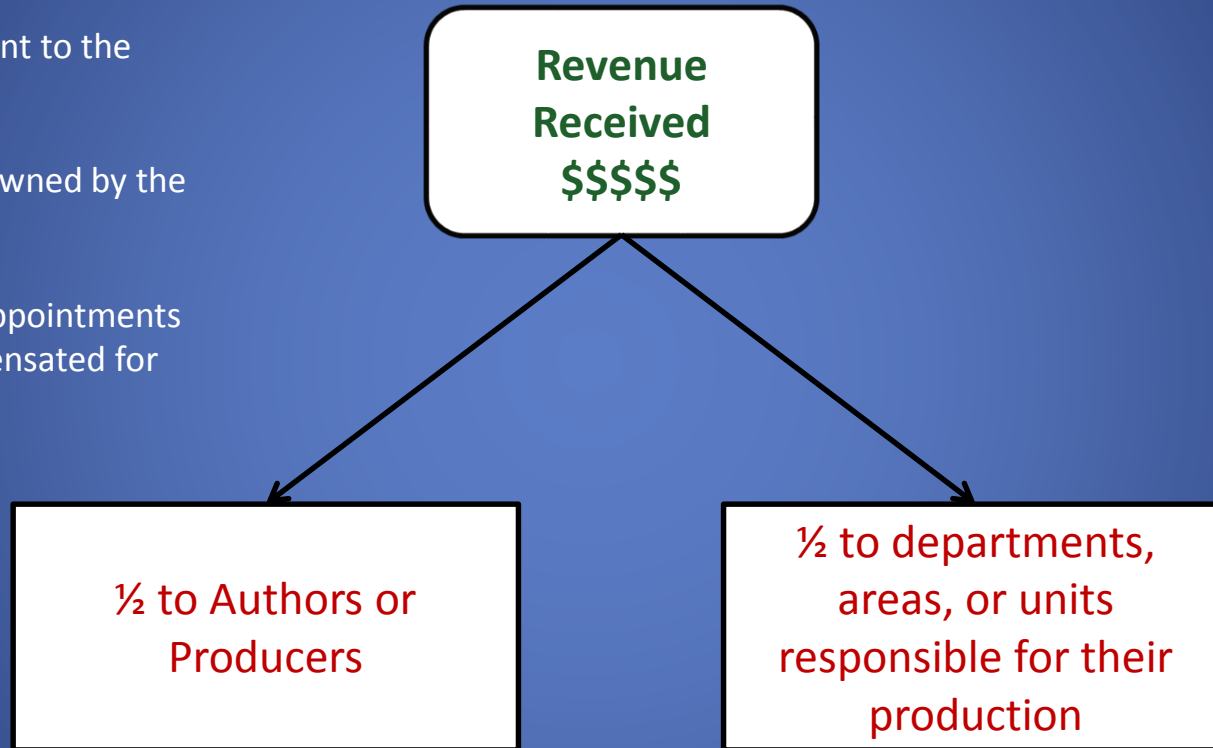 nt to the
wned by the
ppointments
ensated for
Revenue
Received
$$$$$
½ to Authors or
Producers
½ to departments,
areas, or units
responsible for their
production